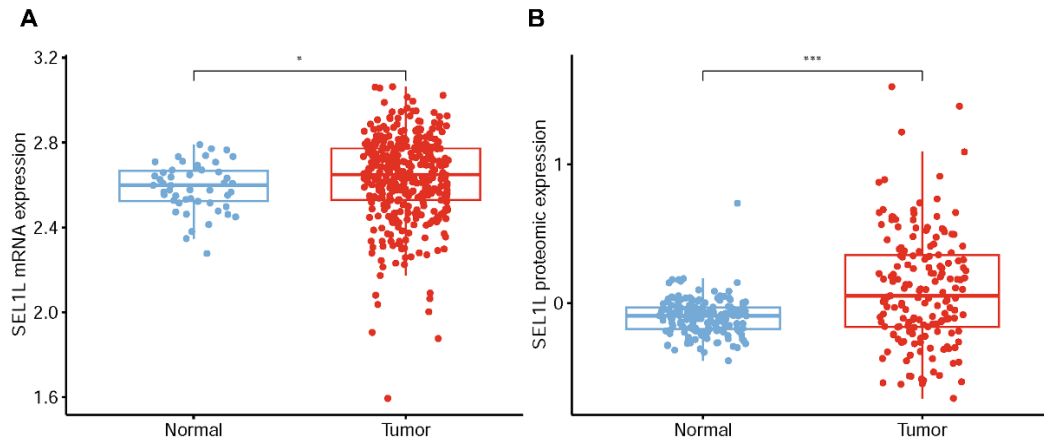 A
SEL1L mRNA expression
3.2
2.8
2.4
2.0
1.6
*
Normal
Tumor
B
SEL1L proteomic expression
1
0
***
Normal
Tumor